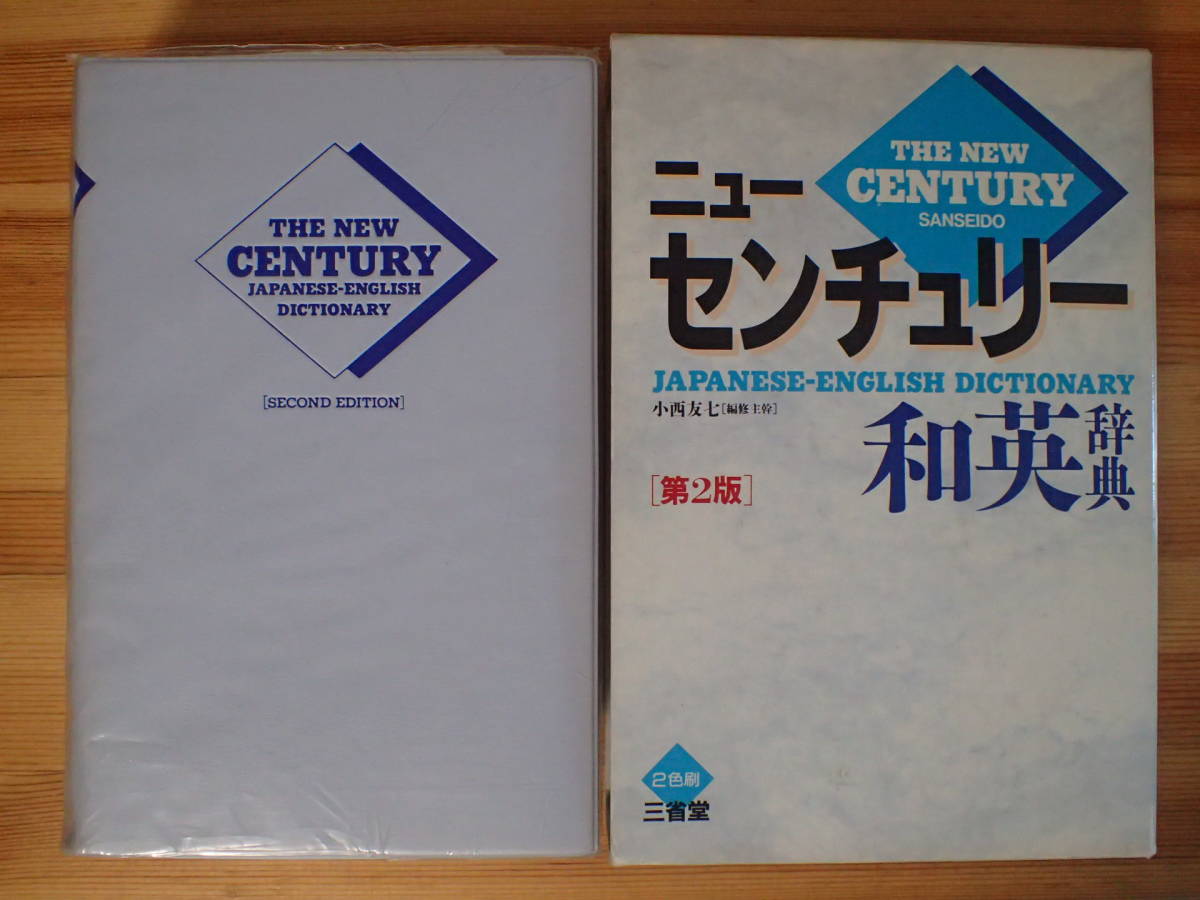 THE NEW
CENTURY
JAPANESE-ENGLISH
DICTIONARY
[SECOND EDITION]
THE NEW
CENTURY
SANSEIDO
ニュー
センチュリー
JAPANESE-ENGLISH DICTIONARY
小西友七[編修主幹]
和英辞典
[第2版]
2色刷
三省堂